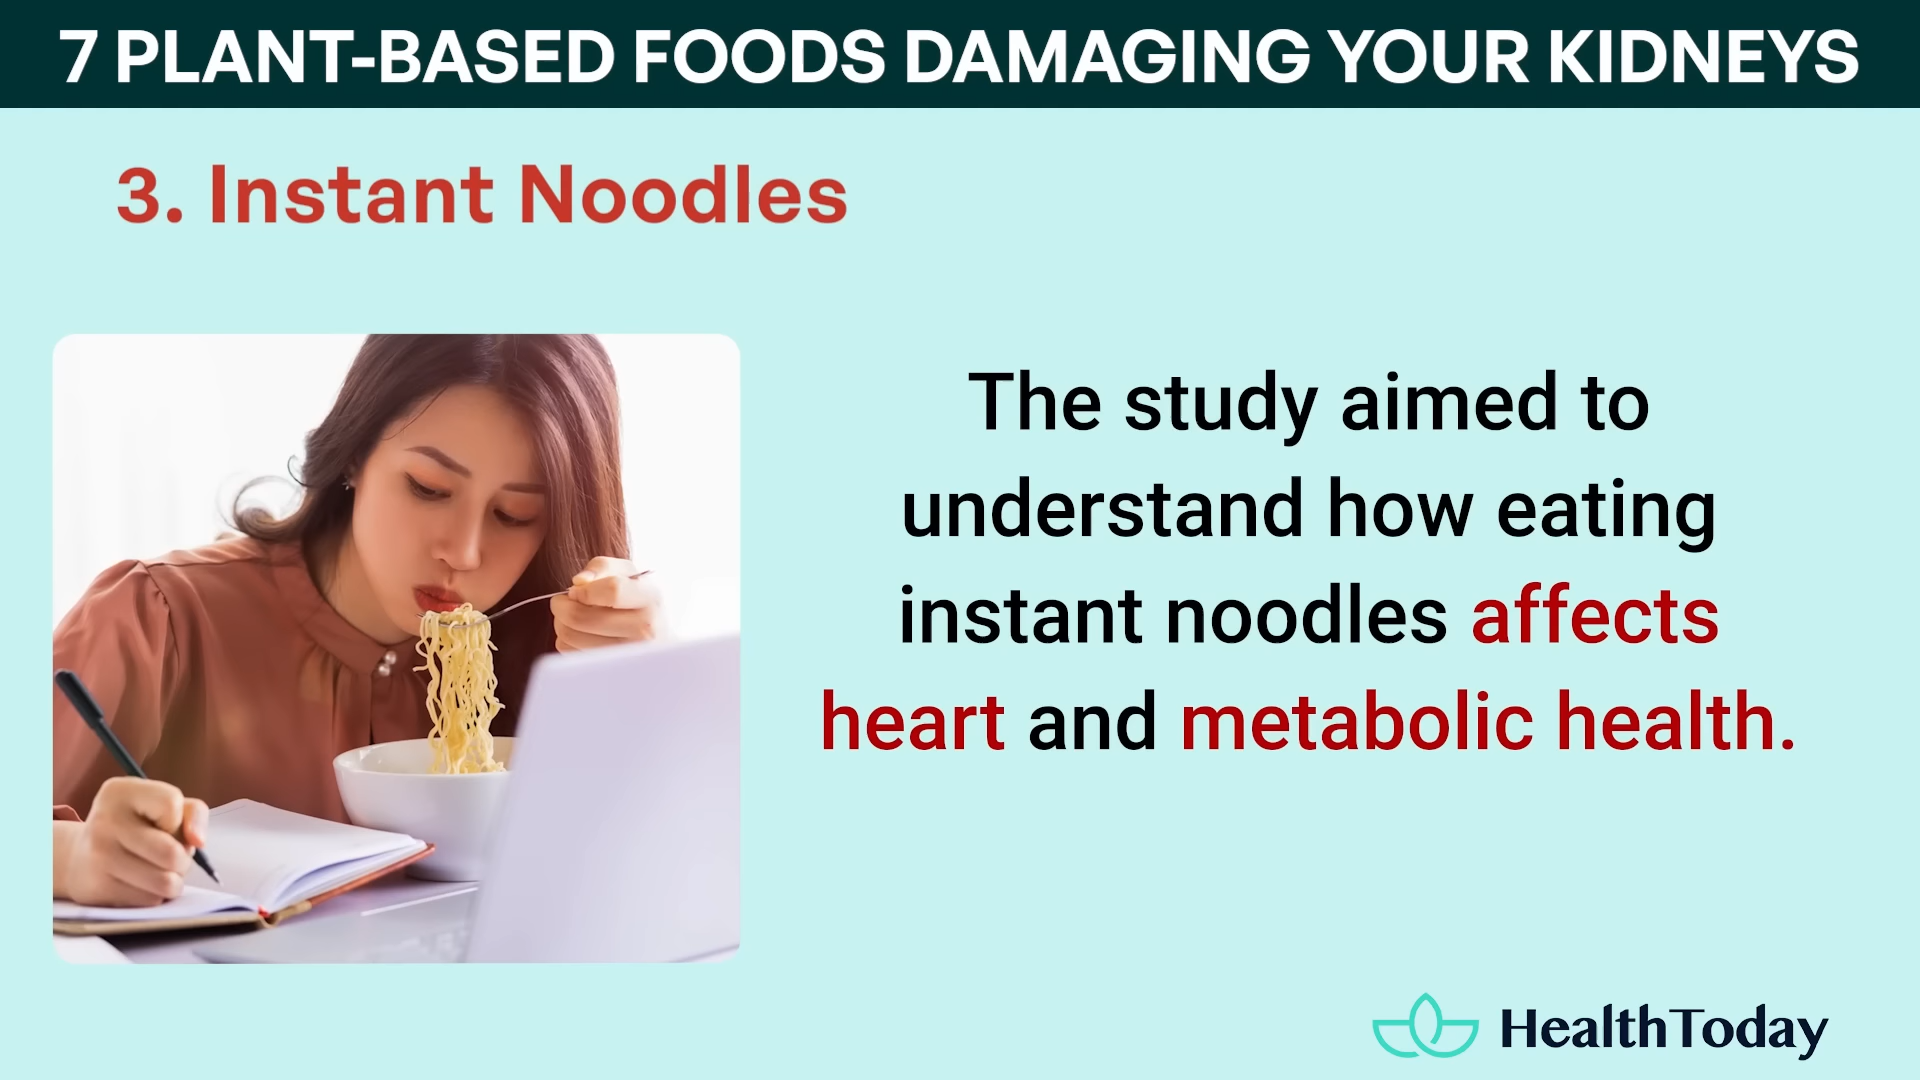 7 PLANT-BASED FOODS DAMAGING YOUR KIDNEYS
3. Instant Noodles
The study aimed to
understand how eating
instant noodles affects
heart and metabolic health.
HealthToday